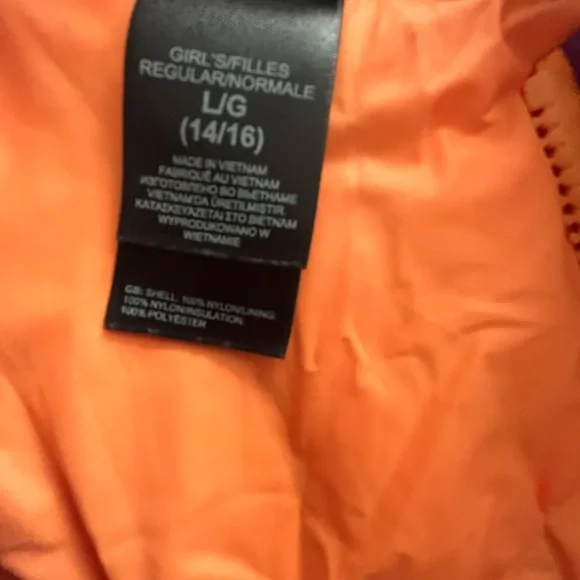 GIRL'S/FILLES
REGULAR/NORMALE
L/G
(14/16)
MADE IN VIETNAM
FABRIQUÉ AU VIETNAM
ИЗГОТОВЛЕНО ВО ВЬЕТНАМЕ
VIETNAM'DA ÜRETILMIŞTIR.
ΚΑΤΑΣΚΕΥΑΖΕΤΑΙ ΣΤΟ ΒΙΕΤΝΑΜ
WYPRODUKOWANO W
WIETNAMIE
GB: SHELL: 100% NYLON/LINING:
100% NYLON/INSULATION:
100% POLYESTER